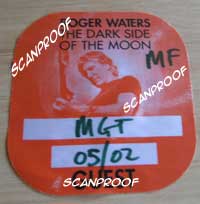 ROGER WATERS
THE DARK SIDE
OF THE MOON
SCANPROOF
SCANPROOF
MF
MGT
05/02
GUEST
SCANPROOF